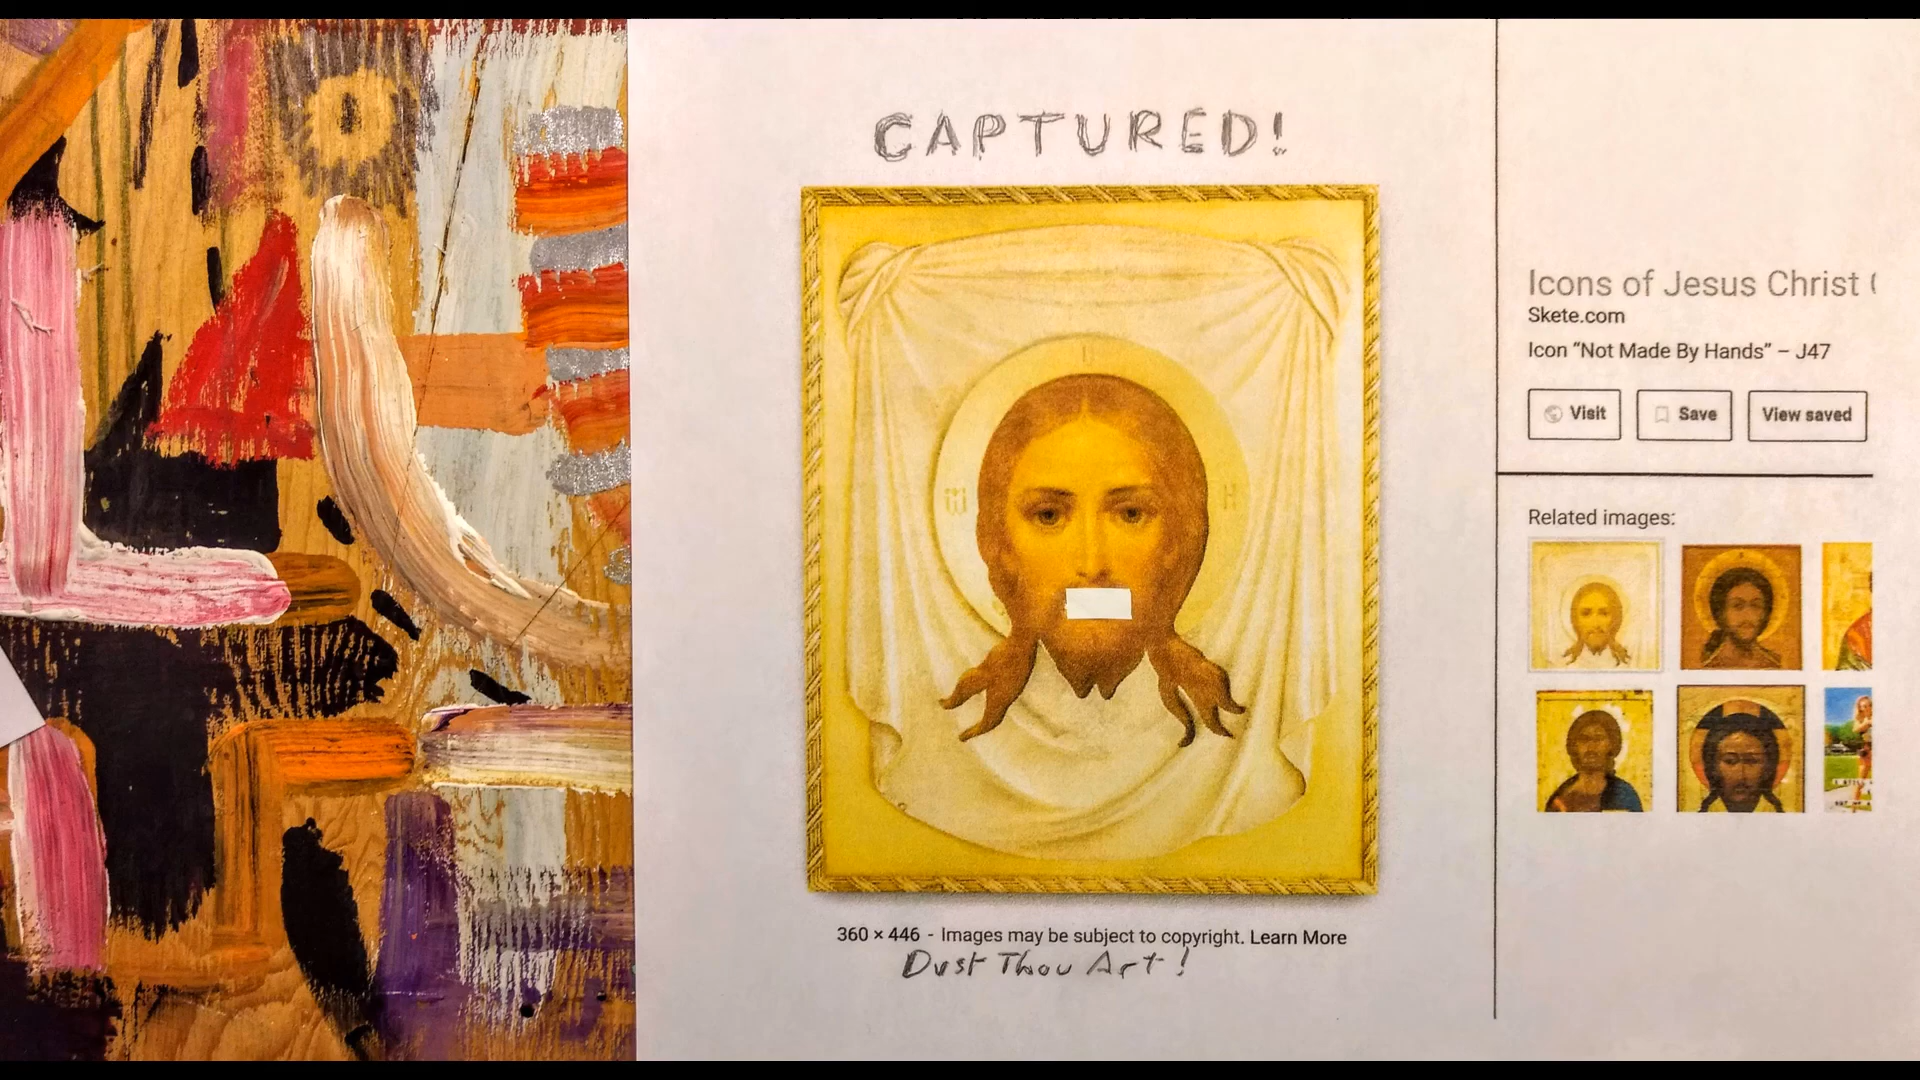 CAPTURED!
360 × 446 - Images may be subject to copyright. Learn More
Dust Thou Art!
Icons of Jesus Christ
Skete.com
Icon “Not Made By Hands” – J47
Visit
Save
View saved
Related images: